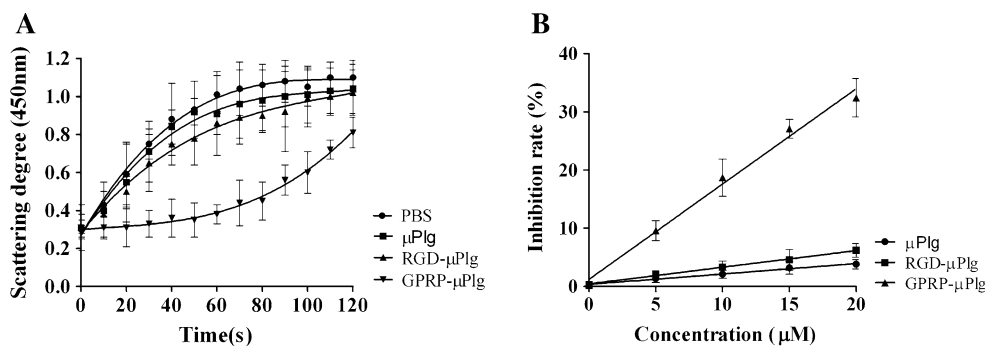 A
Scattering degree (450nm)
1.2
1.0
0.8
0.6
0.4
0.2
0.0
0 20 40 60 80 100 120
Time(s)
PBS
μPlg
RGD-μPlg
GPRP-μPlg
B
Inhibition rate (%)
40
30
20
10
0
0 5 10 15 20
Concentration (μM)
μPlg
RGD-μPlg
GPRP-μPlg